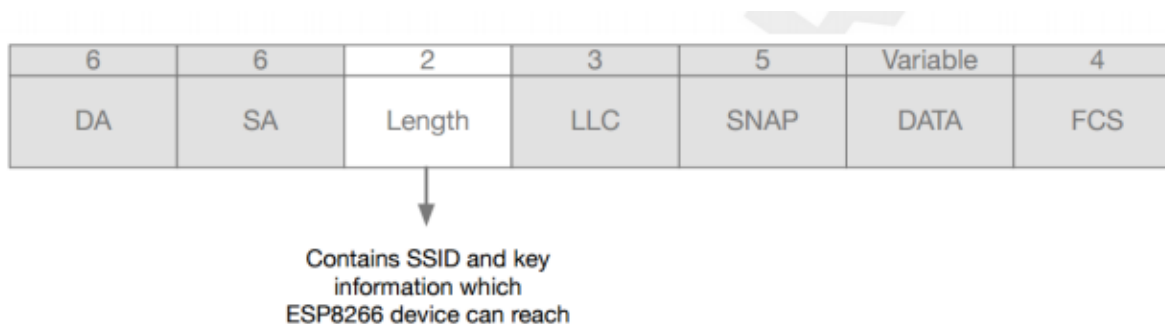 6 6 2 3 5 Variable 4
DA SA Length LLC SNAP DATA FCS
Contains SSID and key
information which
ESP8266 device can reach